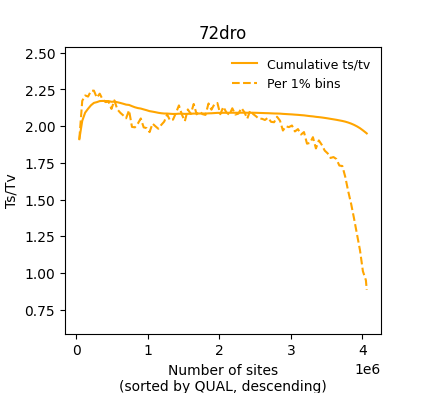 72dro
Cumulative ts/tv
Per 1% bins
Ts/Tv
2.50
2.25
2.00
1.75
1.50
1.25
1.00
0.75
0 1 2 3 4
1e6
Number of sites
(sorted by QUAL, descending)